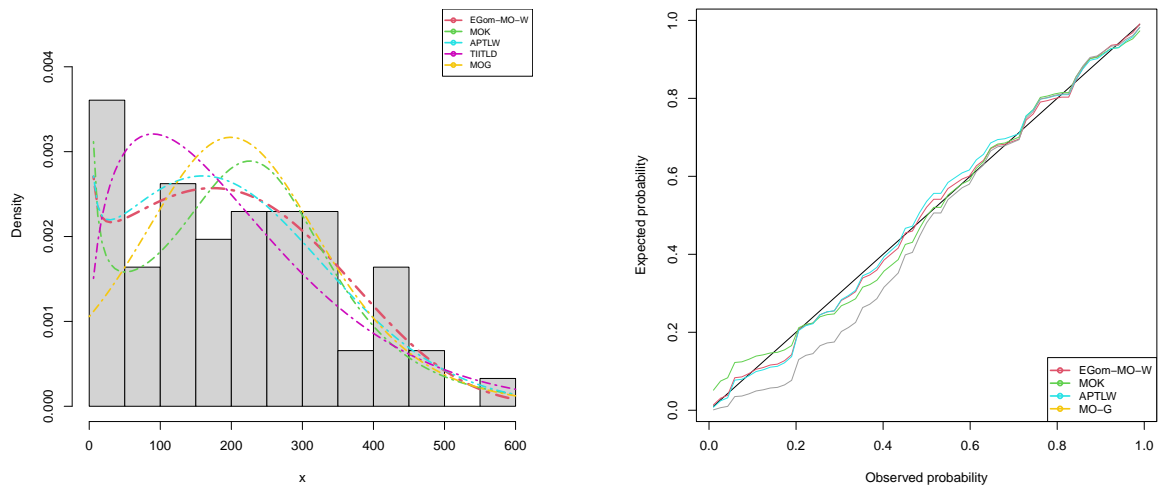 EGom−MO−W
MOK
APTLW
TIITLD
MOG
0.004
0.003
0.002
0.001
0.000
Density
0 100 200 300 400 500 600
x
1.0
0.8
0.6
0.4
0.2
0.0
Expected probability
EGom−MO−W
MOK
APTLW
MO−G
0.0 0.2 0.4 0.6 0.8 1.0
Observed probability